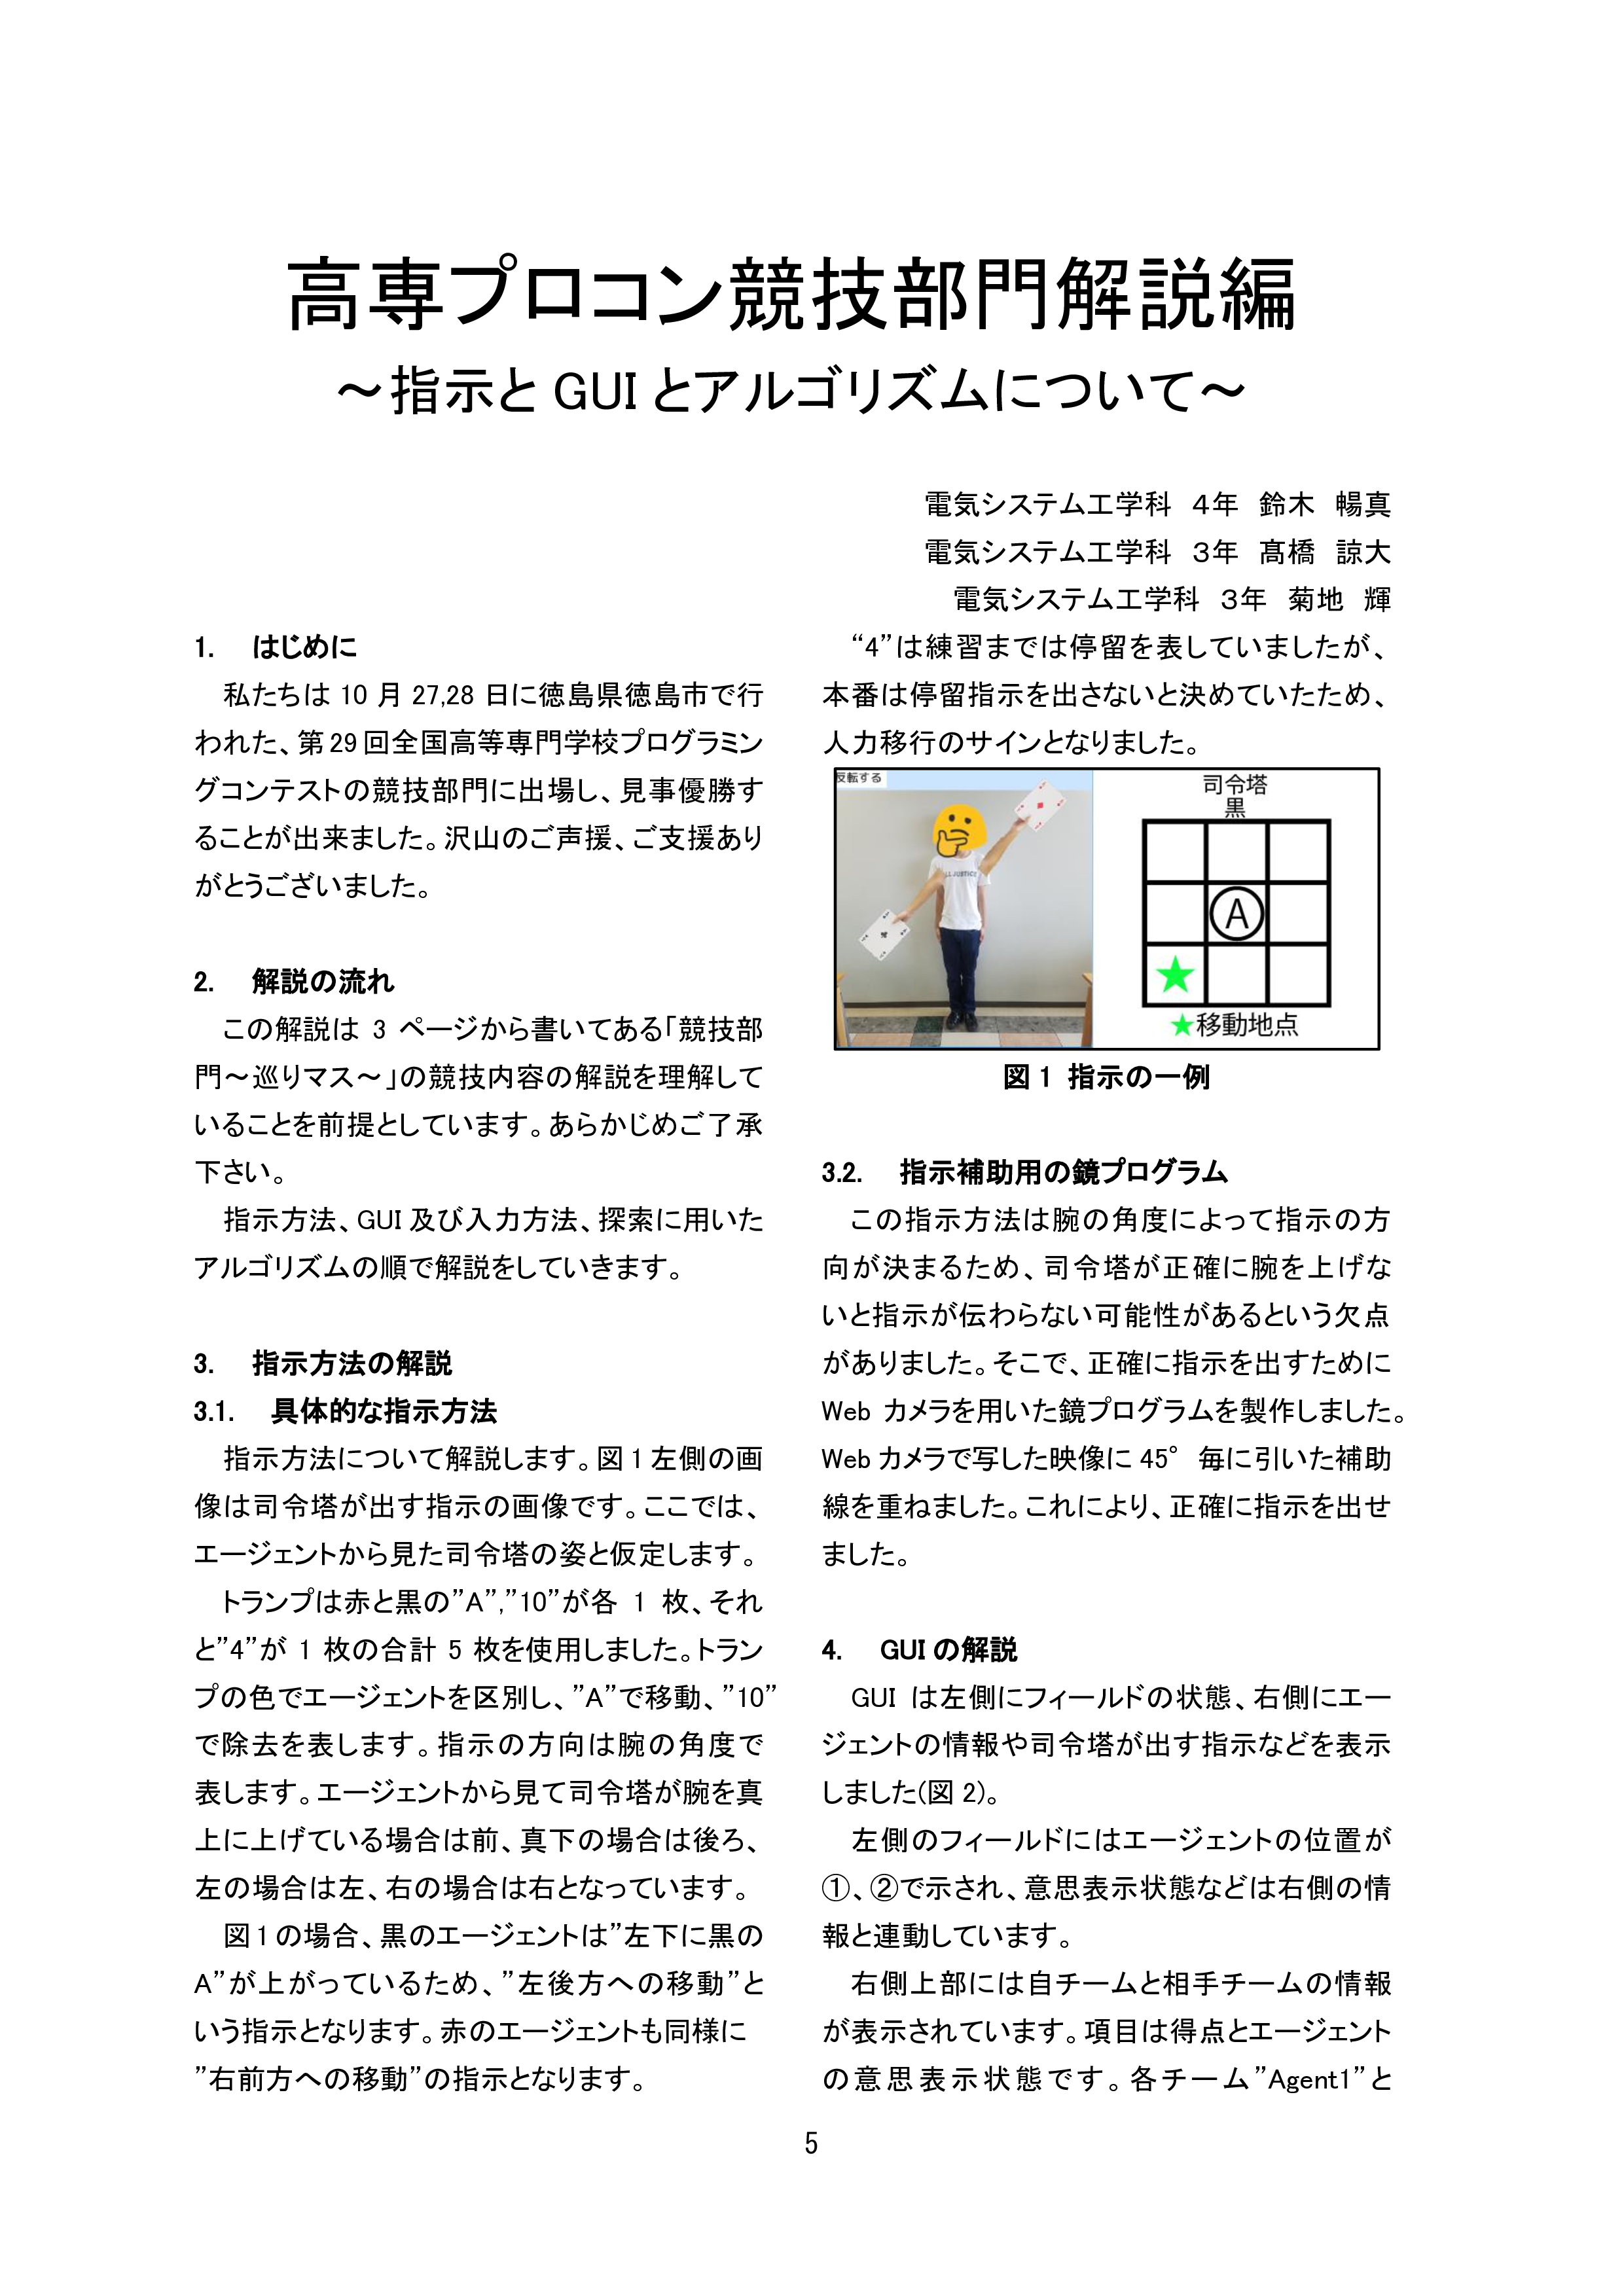 高専プロコン競技部門解説編
～指示と GUI とアルゴリズムについて～
電気システム工学科 4年 鈴木 暢真
電気システム工学科 3年 髙橋 諒大
電気システム工学科 3年 菊地 輝
1. はじめに
私たちは 10 月 27,28 日に徳島県徳島市で行
われた、第 29 回全国高等専門学校プログラミン
グコンテストの競技部門に出場し、見事優勝す
ることが出来ました。沢山のご声援、ご支援あり
がとうございました。
2. 解説の流れ
この解説は 3 ページから書いてある「競技部
門～巡りマス～」の競技内容の解説を理解して
いることを前提としています。あらかじめご了承
下さい。
指示方法、GUI 及び入力方法、探索に用いた
アルゴリズムの順で解説をしていきます。
3. 指示方法の解説
3.1. 具体的な指示方法
指示方法について解説します。図 1 左側の画
像は司令塔が出す指示の画像です。ここでは、
エージェントから見た司令塔の姿と仮定します。
トランプは赤と黒の”A”,”10”が各 1 枚、それ
と”4”が 1 枚の合計 5 枚を使用しました。トラン
プの色でエージェントを区別し、”A”で移動、”10”
で除去を表します。指示の方向は腕の角度で
表します。エージェントから見て司令塔が腕を真
上に上げている場合は前、真下の場合は後ろ、
左の場合は左、右の場合は右となっています。
図 1 の場合、黒のエージェントは”左下に黒の
A”が上がっているため、”左後方への移動”と
いう指示となります。赤のエージェントも同様に
”右前方への移動”の指示となります。
“4”は練習までは停留を表していましたが、
本番は停留指示を出さないと決めていたため、
人力移行のサインとなりました。
反転する
司令塔
黒
A
★移動地点
図 1 指示の一例
3.2. 指示補助用の鏡プログラム
この指示方法は腕の角度によって指示の方
向が決まるため、司令塔が正確に腕を上げな
いと指示が伝わらない可能性があるという欠点
がありました。そこで、正確に指示を出すために
Web カメラを用いた鏡プログラムを製作しました。
Web カメラで写した映像に 45° 毎に引いた補助
線を重ねました。これにより、正確に指示を出せ
ました。
4. GUI の解説
GUI は左側にフィールドの状態、右側にエー
ジェントの情報や司令塔が出す指示などを表示
しました(図 2)。
左側のフィールドにはエージェントの位置が
①、②で示され、意思表示状態などは右側の情
報と連動しています。
右側上部には自チームと相手チームの情報
が表示されています。項目は得点とエージェント
の意思表示状態です。各チーム”Agent1”と
5